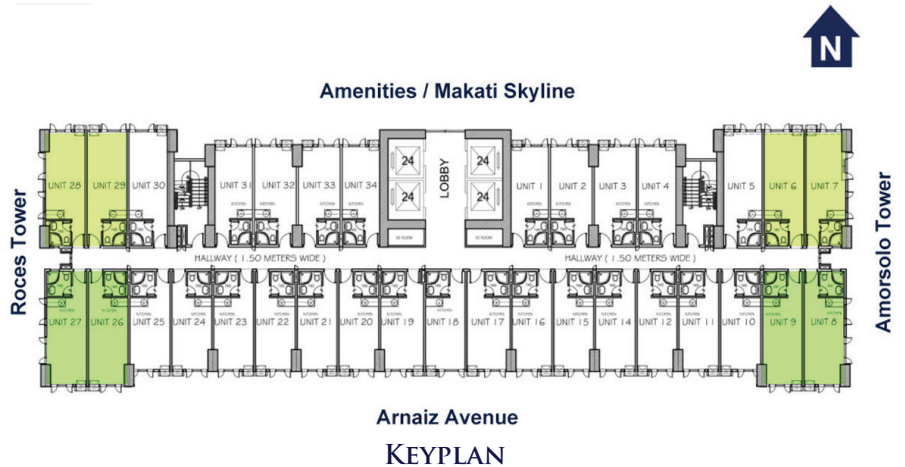 N
Amenities / Makati Skyline
Roces Tower
Amorsolo Tower
UNIT 28
UNIT 29
UNIT 30
UNIT 31
UNIT 32
UNIT 33
UNIT 34
24
24
24
24
LOBBY
UNIT 1
UNIT 2
UNIT 3
UNIT 4
UNIT 5
UNIT 6
UNIT 7
HALLWAY ( 1.50 METERS WIDE )
HALLWAY ( 1.50 METERS WIDE )
UNIT 27
UNIT 26
UNIT 25
UNIT 24
UNIT 23
UNIT 22
UNIT 21
UNIT 20
UNIT 19
UNIT 18
UNIT 17
UNIT 16
UNIT 15
UNIT 14
UNIT 12
UNIT 11
UNIT 10
UNIT 9
UNIT 8
Arnaiz Avenue
KEYPLAN